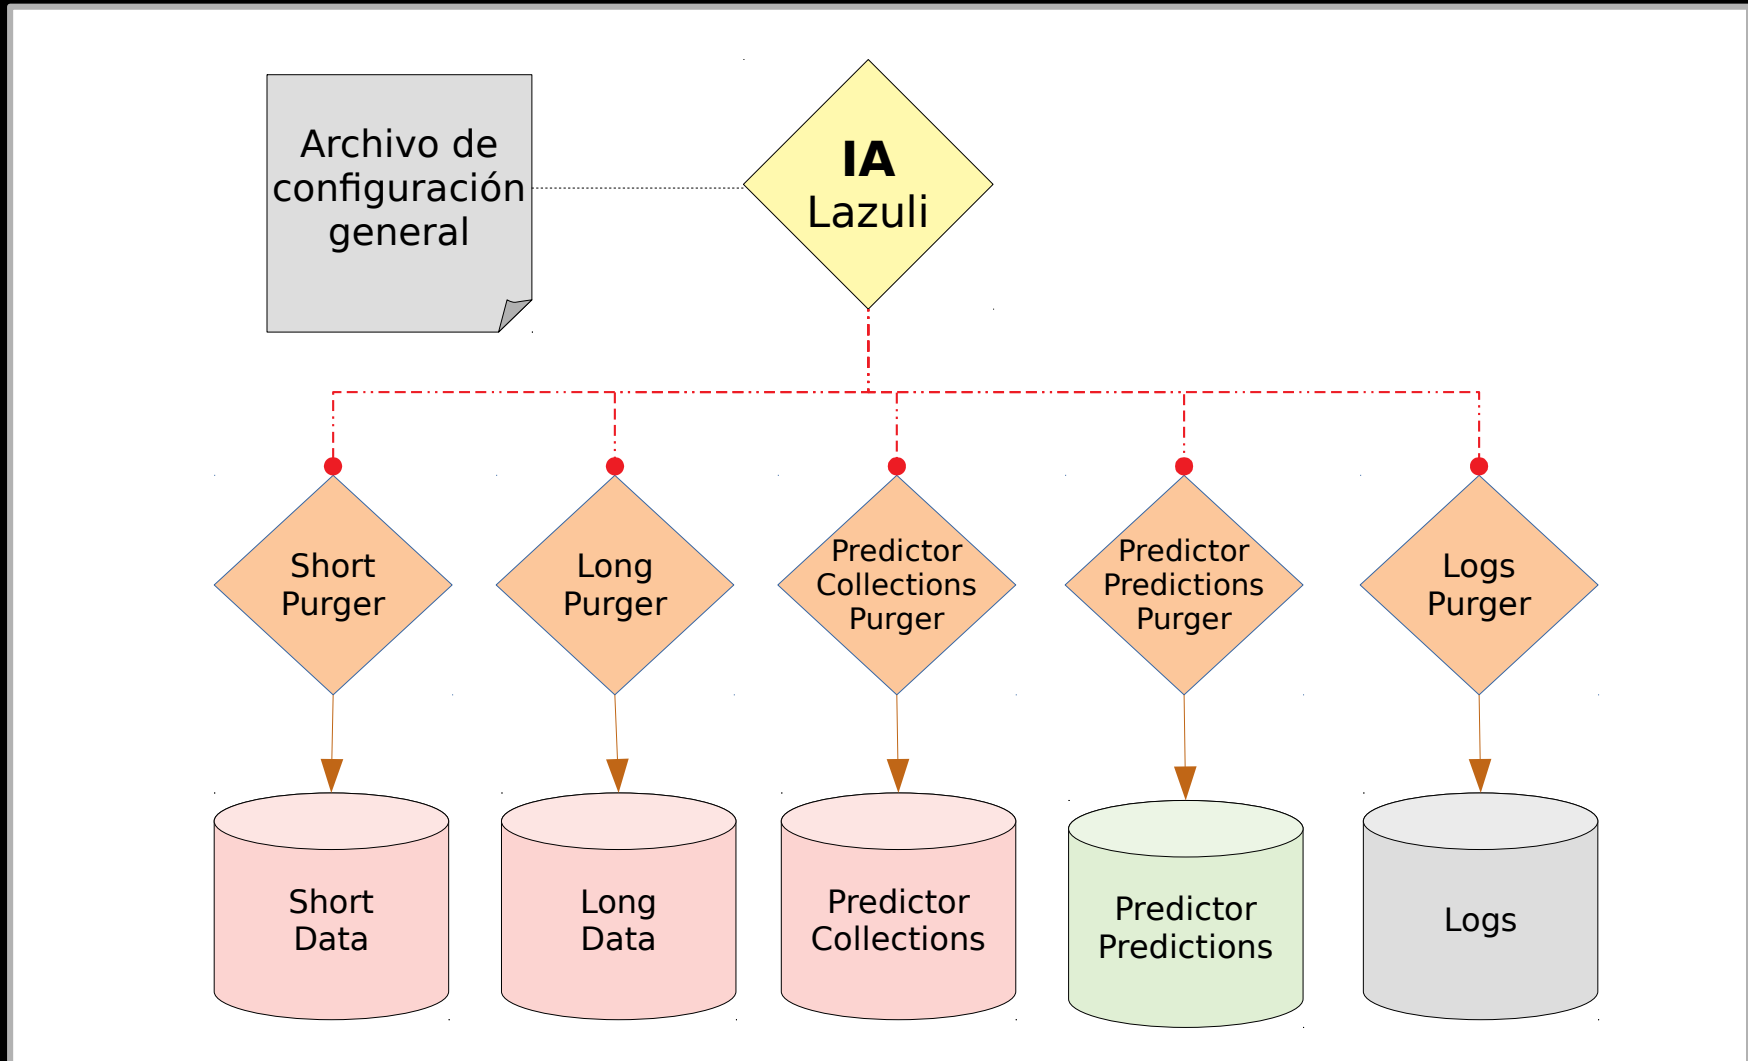 Archivo de
configuración
general
IA
Lazuli
Short
Purger
Long
Purger
Predictor
Collections
Purger
Predictor
Predictions
Purger
Logs
Purger
Short
Data
Long
Data
Predictor
Collections
Predictor
Predictions
Logs